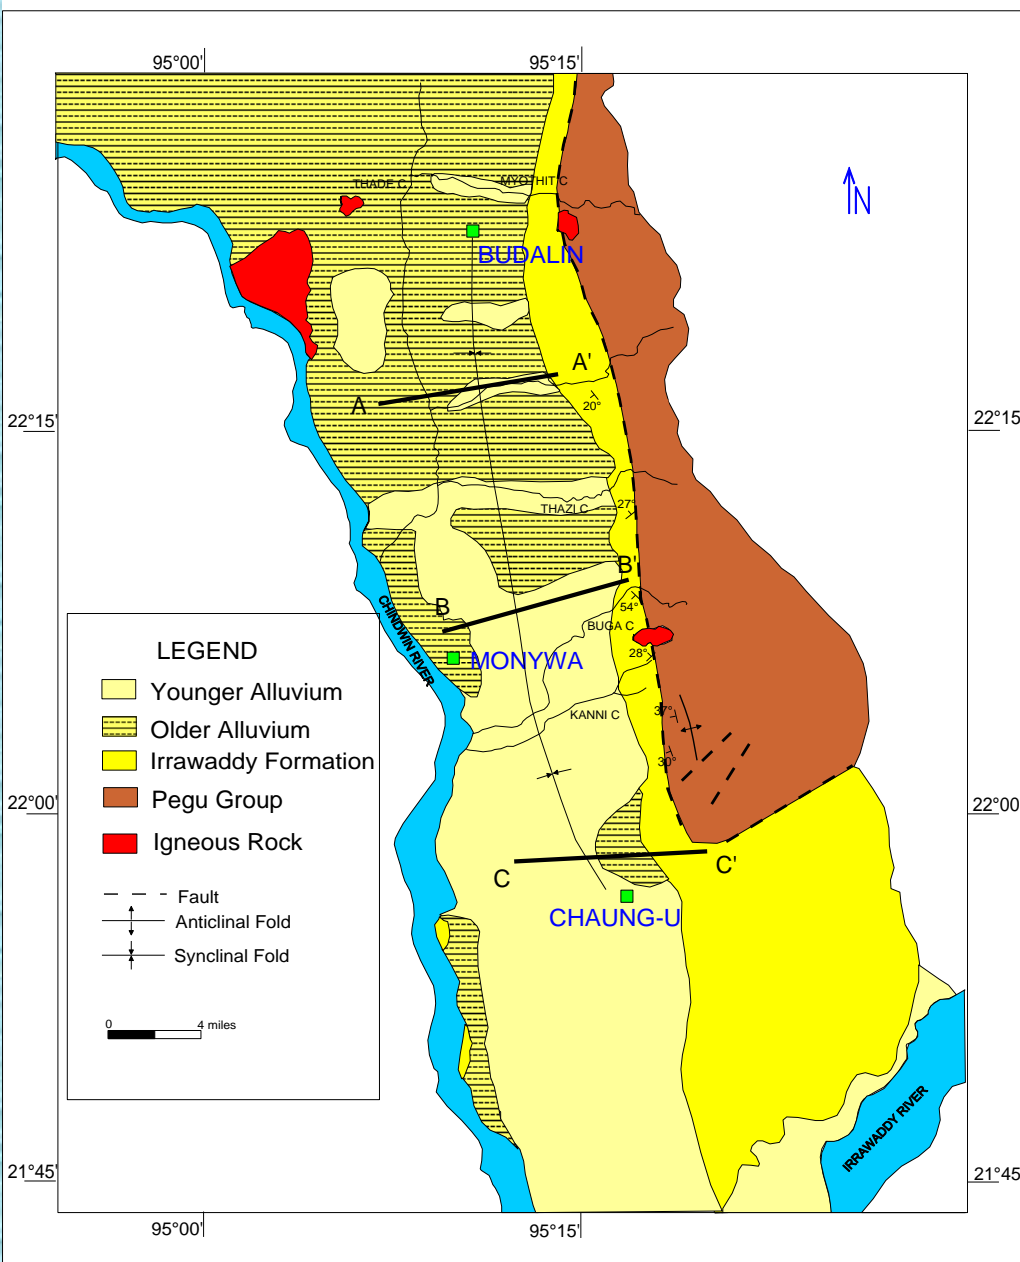 95°00'
95°15'
THADE C
MYOTHIT C
N
BUDALIN
A'
A
20°
22°15'
22°15
27°
THAZI C
B'
B
54°
BUGA C
CHINDWIN RIVER
28°
MONYWA
37°
KANNI C
30°
LEGEND
Younger Alluvium
Older Alluvium
Irrawaddy Formation
Pegu Group
Igneous Rock
Fault
Anticlinal Fold
Synclinal Fold
0
4 miles
22°00'
22°00
C
C'
CHAUNG-U
IRRAWADDY RIVER
21°45'
21°45
95°00'
95°15'